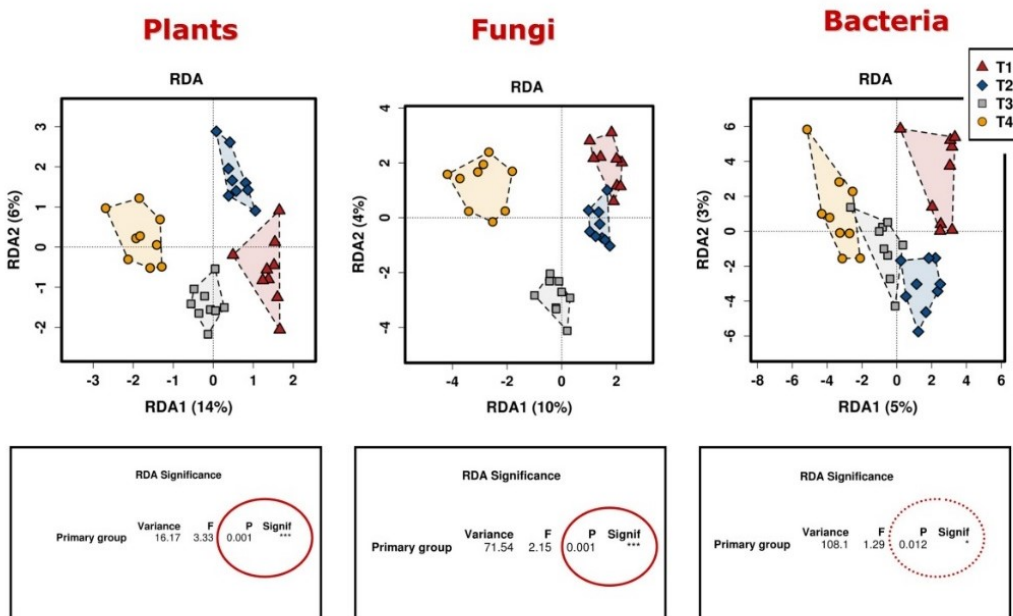 Plants
Fungi
Bacteria
RDA
RDA
RDA
T1
T2
T3
T4
RDA2 (6%)
3
2
1
0
-1
-2
-3 -2 -1 0 1 2
RDA1 (14%)
RDA2 (4%)
4
2
0
-2
-4
-4 -2 0 2
RDA1 (10%)
RDA2 (3%)
6
4
2
0
-2
-4
-6
-8 -6 -4 -2 0 2 4 6
RDA1 (5%)
RDA Significance
Variance F P Signif
Primary group 16.17 3.33 0.001 ***
RDA Significance
Variance F P Signif
Primary group 71.54 2.15 0.001 ***
RDA Significance
Variance F P Signif
Primary group 108.1 1.29 0.012 *